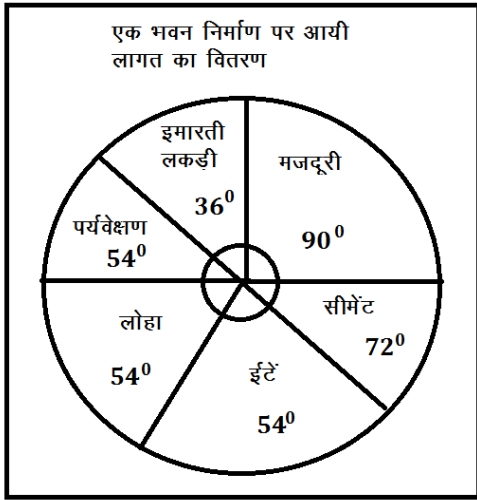 एक भवन निर्माण पर आयी
लागत का वितरण
इमारती
लकड़ी
36⁰
मजदूरी
90⁰
पर्यवेक्षण
54⁰
सीमेंट
72⁰
लोहा
54⁰
ईटें
54⁰